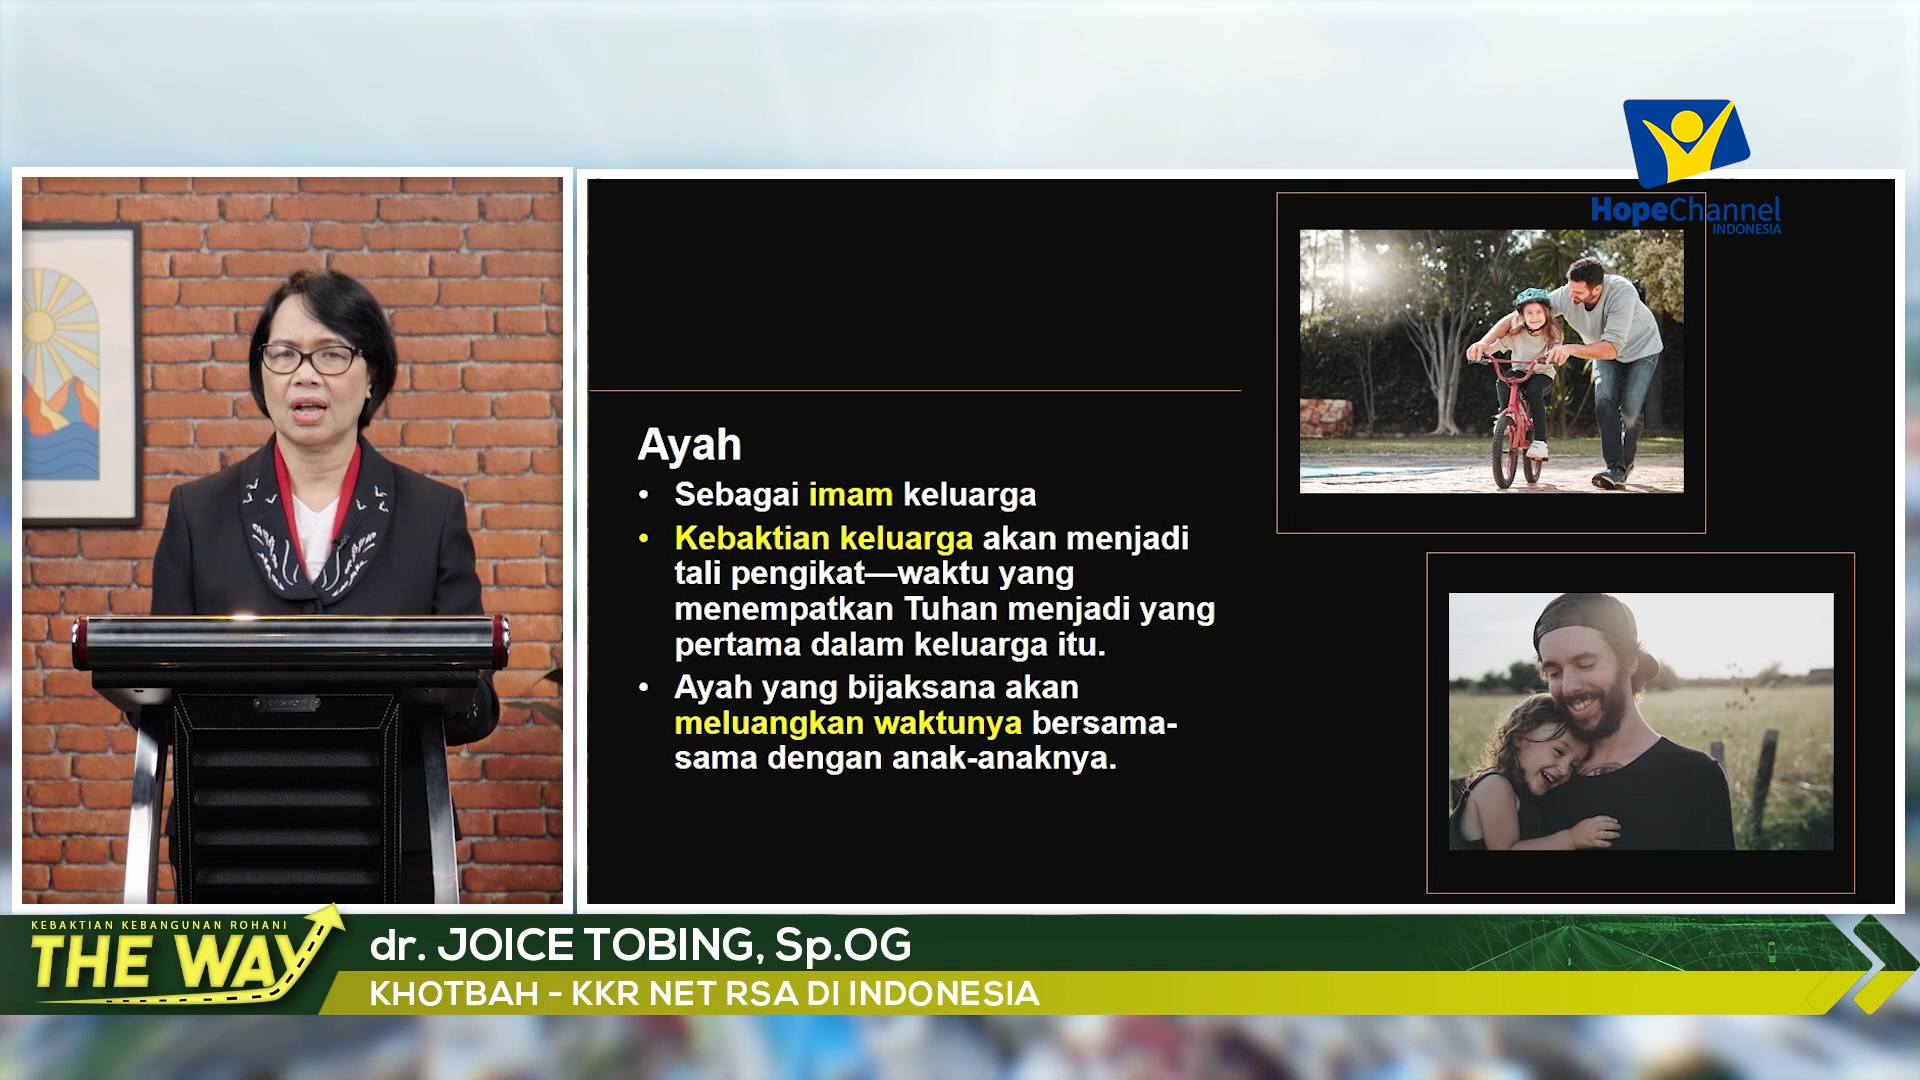 HopeChannel
INDONESIA
Ayah
• Sebagai imam keluarga
• Kebaktian keluarga akan menjadi
tali pengikat—waktu yang
menempatkan Tuhan menjadi yang
pertama dalam keluarga itu.
• Ayah yang bijaksana akan
meluangkan waktunya bersama-
sama dengan anak-anaknya.
KEBAKTIAN KEBANGUNAN ROHANI
THE WAY
dr. JOICE TOBING, Sp.OG
KHOTBAH - KKR NET RSA DI INDONESIA